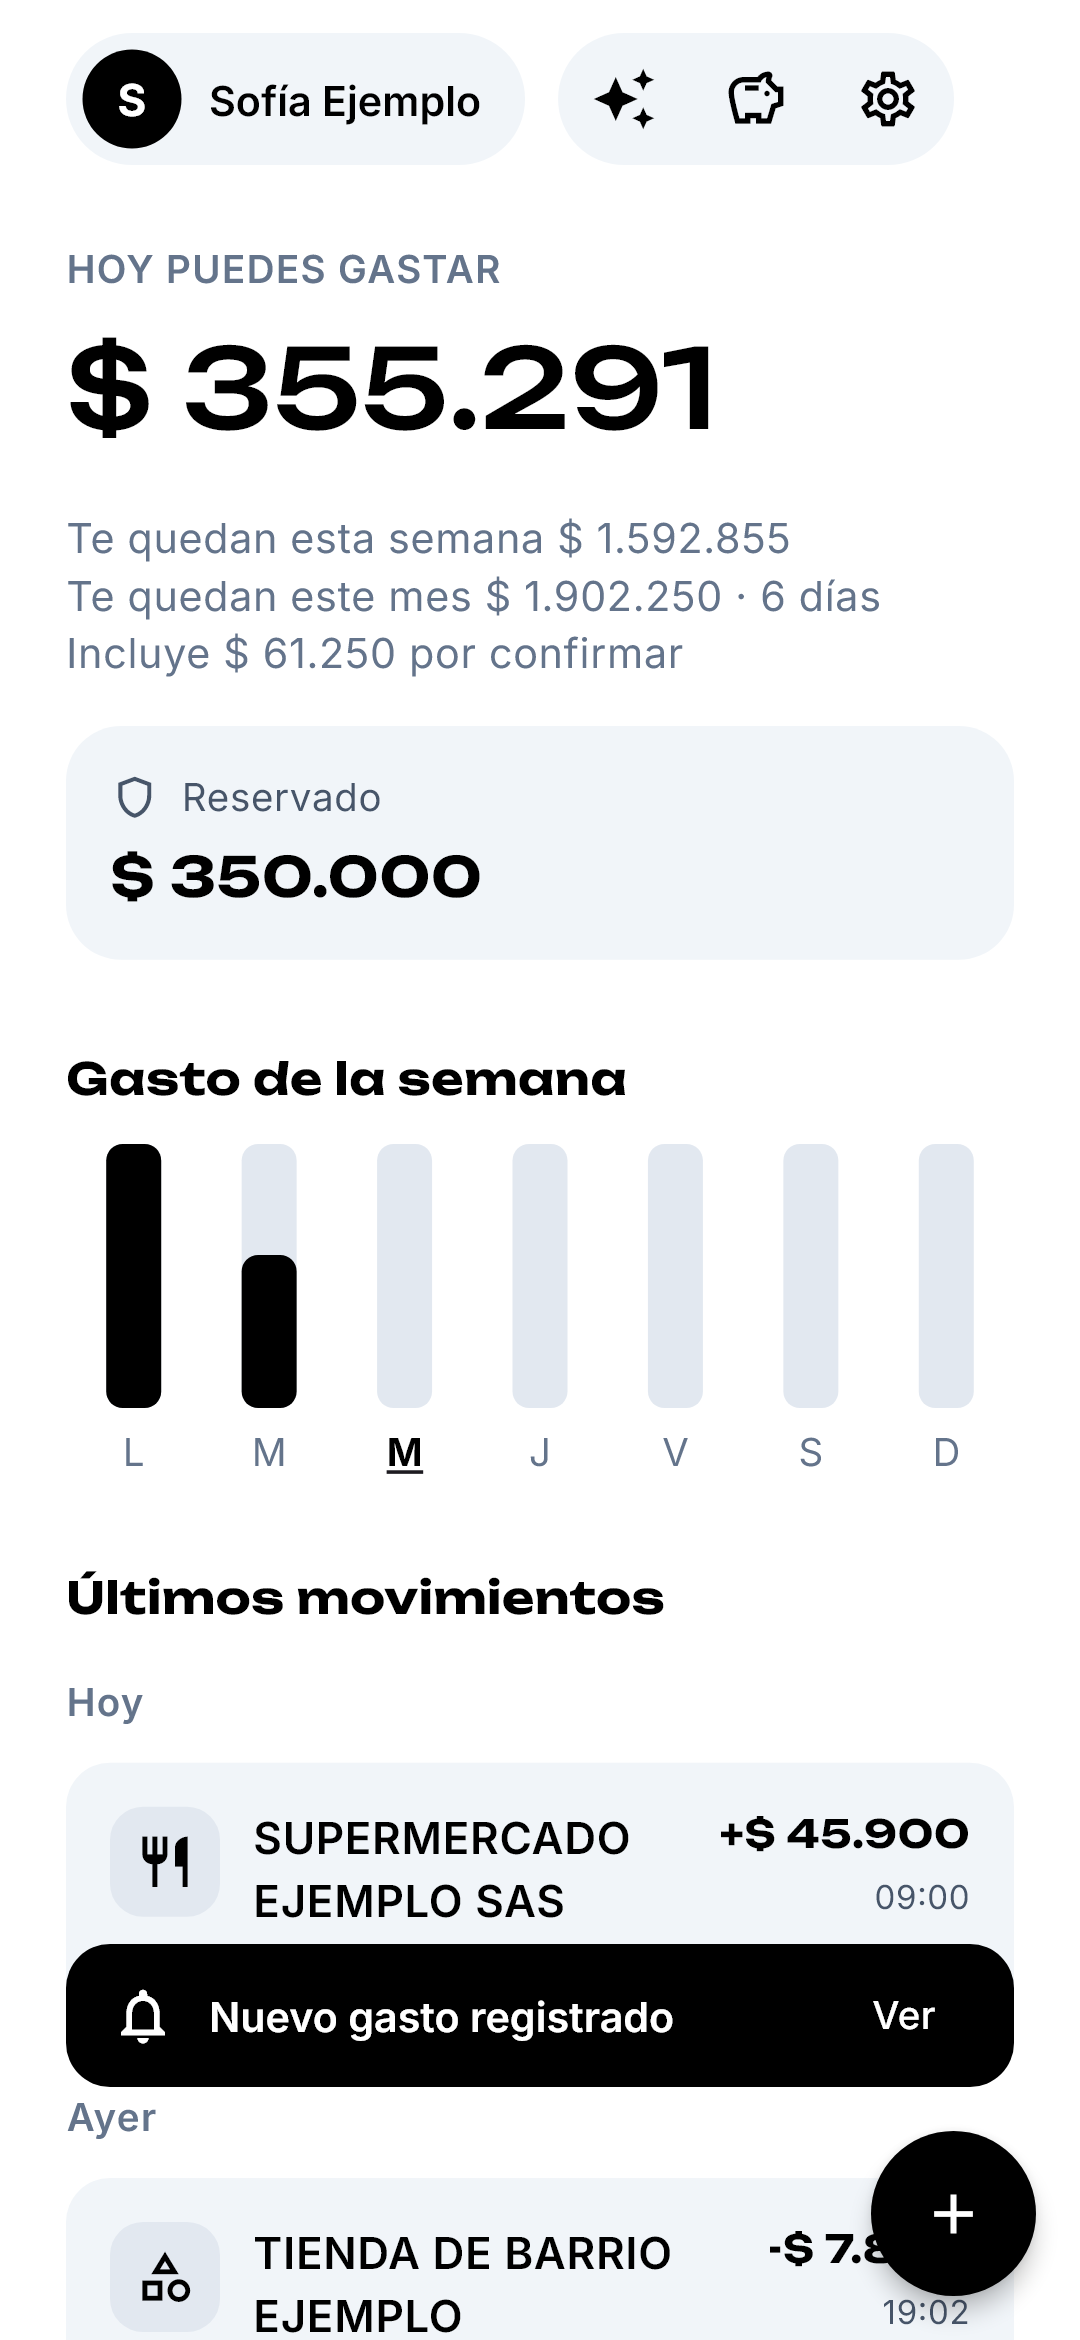 S Sofía Ejemplo
HOY PUEDES GASTAR
$ 355.291
Te quedan esta semana $ 1.592.855
Te quedan este mes $ 1.902.250 · 6 días
Incluye $ 61.250 por confirmar
Reservado
$ 350.000
Gasto de la semana
L M M J V S D
Últimos movimientos
Hoy
SUPERMERCADO +$ 45.900
EJEMPLO SAS 09:00
Nuevo gasto registrado Ver
Ayer
TIENDA DE BARRIO -$ 7.8
EJEMPLO 19:02